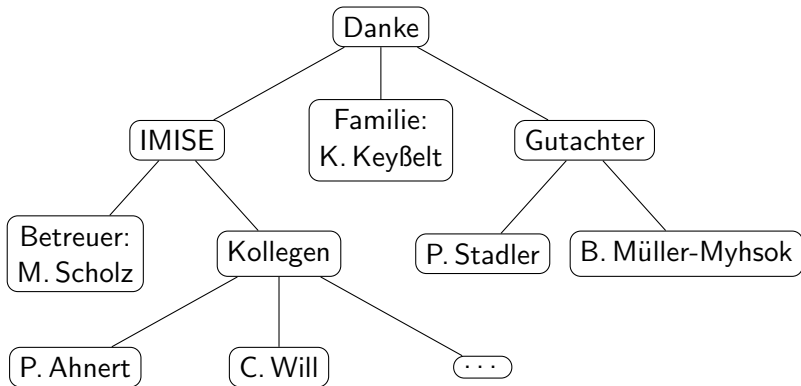 Danke
IMISE
Familie:
K. Keyßelt
Gutachter
Betreuer:
M. Scholz
Kollegen
P. Stadler
B. Müller-Myhsok
P. Ahnert
C. Will
···